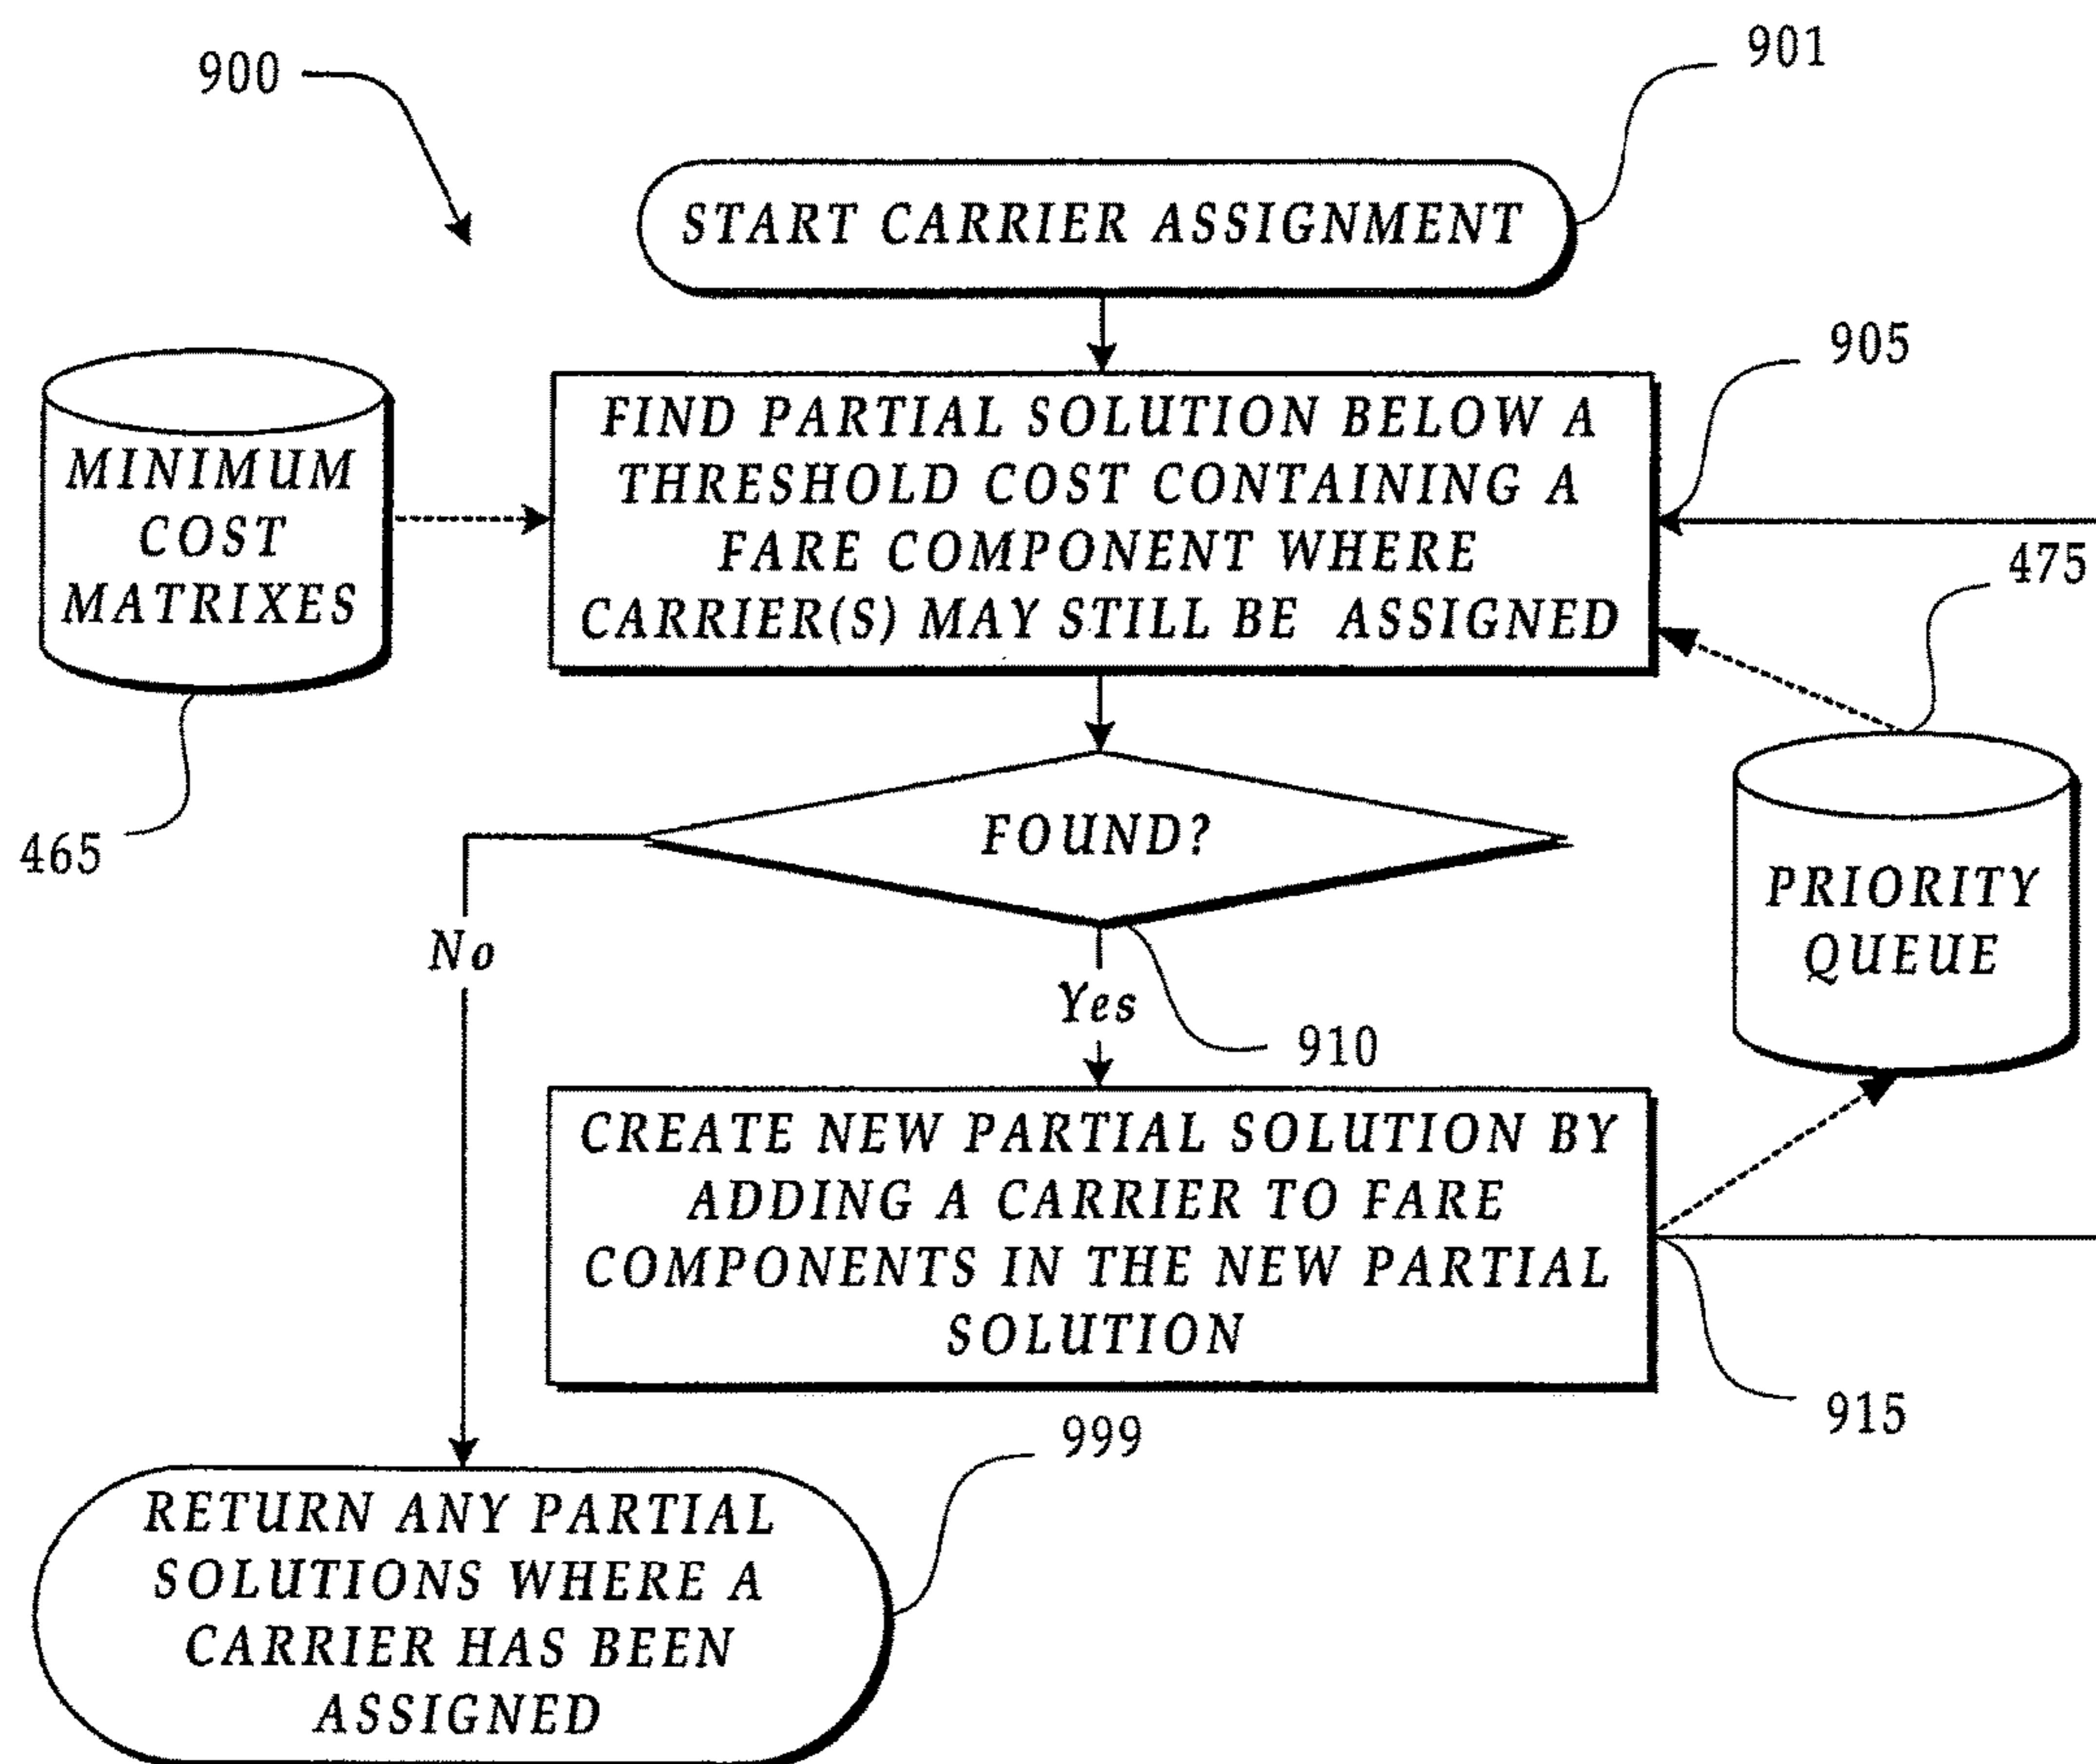 900
901
START CARRIER ASSIGNMENT
905
FIND PARTIAL SOLUTION BELOW A
THRESHOLD COST CONTAINING A
FARE COMPONENT WHERE
CARRIER(S) MAY STILL BE ASSIGNED
MINIMUM
COST
MATRIXES
465
475
FOUND?
PRIORITY
QUEUE
No
Yes
910
CREATE NEW PARTIAL SOLUTION BY
ADDING A CARRIER TO FARE
COMPONENTS IN THE NEW PARTIAL
SOLUTION
915
999
RETURN ANY PARTIAL
SOLUTIONS WHERE A
CARRIER HAS BEEN
ASSIGNED